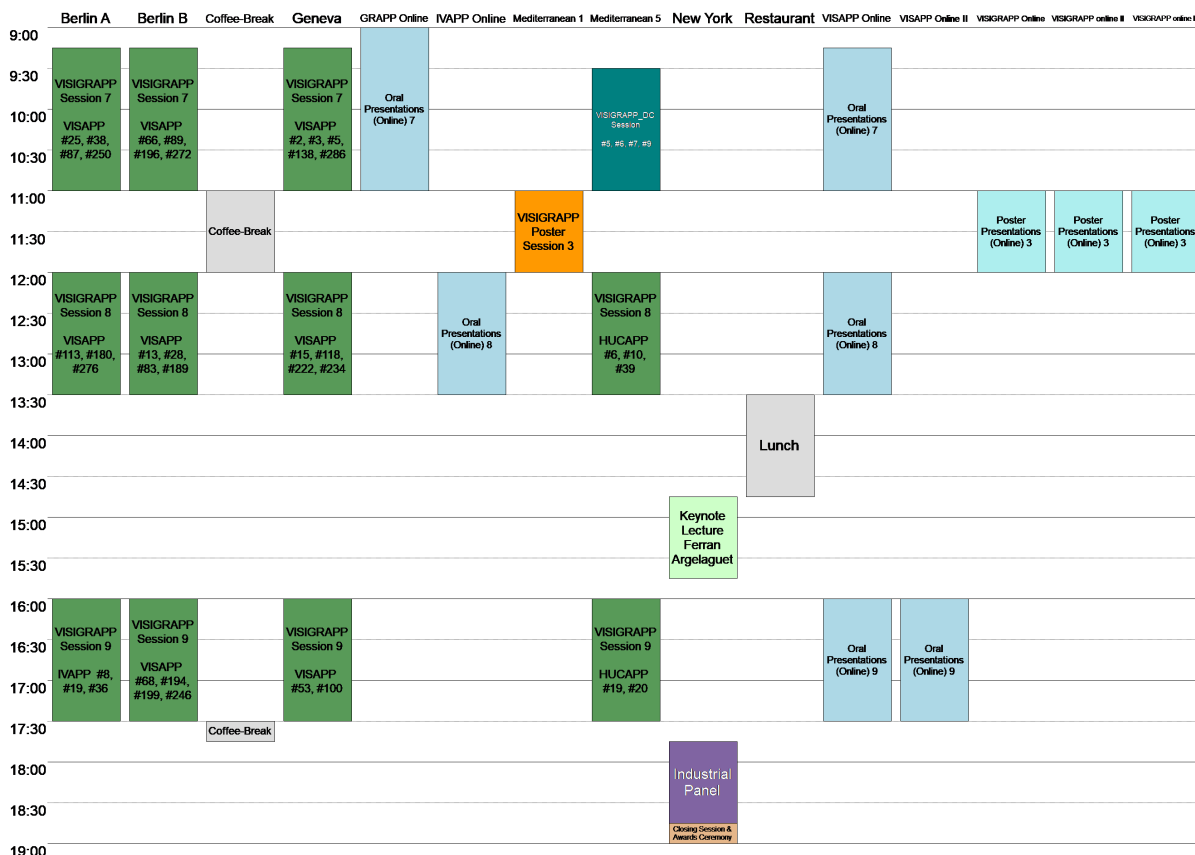 Berlin A
Berlin B
Coffee-Break
Geneva
GRAPP Online
IVAPP Online
Mediterranean 1
Mediterranean 5
New York
Restaurant
VISAPP Online
VISAPP Online II
VISIGRAPP Online
VISIGRAPP online II
VISIGRAPP online
9:00
9:30
10:00
10:30
11:00
11:30
12:00
12:30
13:00
13:30
14:00
14:30
15:00
15:30
16:00
16:30
17:00
17:30
18:00
18:30
19:00
VISIGRAPP
Session 7
VISAPP
#25, #38,
#87, #250
VISIGRAPP
Session 7
VISAPP
#66, #89,
#196, #272
VISIGRAPP
Session 7
VISAPP
#2, #3, #5,
#138, #286
Oral
Presentations
(Online) 7
VISIGRAPP_DC
Session
#5, #6, #7, #9
Oral
Presentations
(Online) 7
Coffee-Break
VISIGRAPP
Poster
Session 3
Poster
Presentations
(Online) 3
Poster
Presentations
(Online) 3
Poster
Presentations
(Online) 3
VISIGRAPP
Session 8
VISAPP
#113, #180,
#276
VISIGRAPP
Session 8
VISAPP
#13, #28,
#83, #189
VISIGRAPP
Session 8
VISAPP
#15, #118,
#222, #234
Oral
Presentations
(Online) 8
VISIGRAPP
Session 8
HUCAPP
#6, #10,
#39
Oral
Presentations
(Online) 8
Lunch
Keynote
Lecture
Ferran
Argelaguet
VISIGRAPP
Session 9
IVAPP #8,
#19, #36
VISIGRAPP
Session 9
VISAPP
#68, #194,
#199, #246
VISIGRAPP
Session 9
VISAPP
#53, #100
VISIGRAPP
Session 9
HUCAPP
#19, #20
Oral
Presentations
(Online) 9
Oral
Presentations
(Online) 9
Coffee-Break
Industrial
Panel
Closing Session &
Awards Ceremony